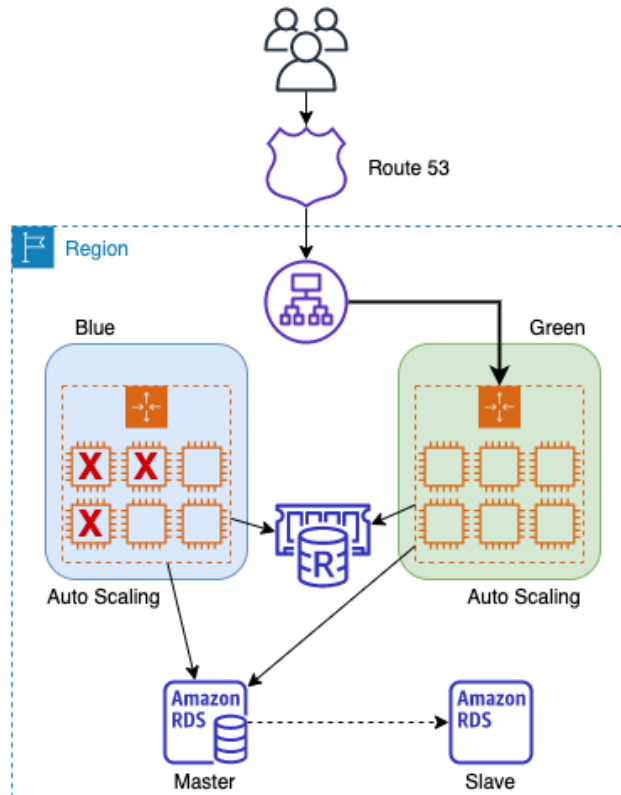 Route 53
Region
Blue
Green
X X
X
R
Auto Scaling
Auto Scaling
Amazon
RDS
Amazon
RDS
Master
Slave